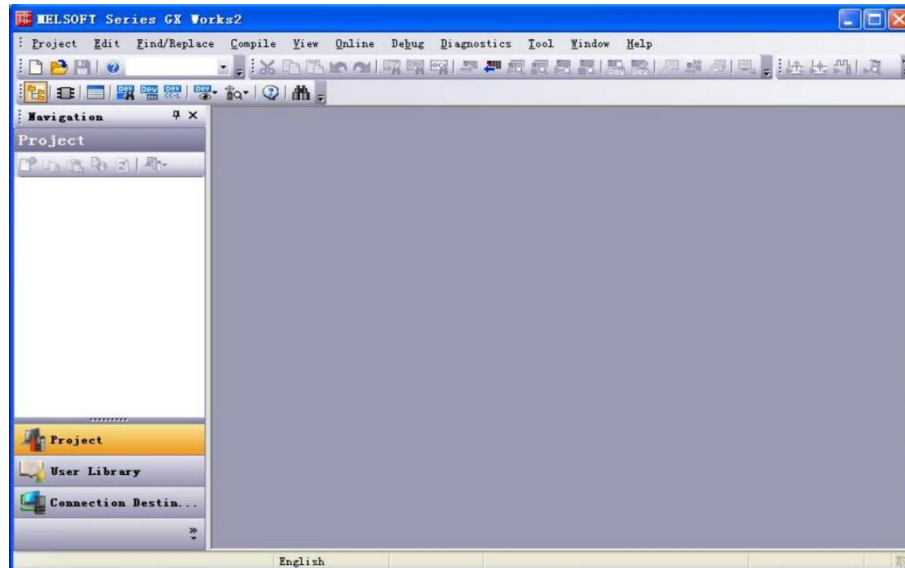 MELSOFT Series GX Works2
Project Edit Find/Replace Compile View Online Debug Diagnostics Tool Window Help
Navigation
Project
Project
User Library
Connection Destin...
English